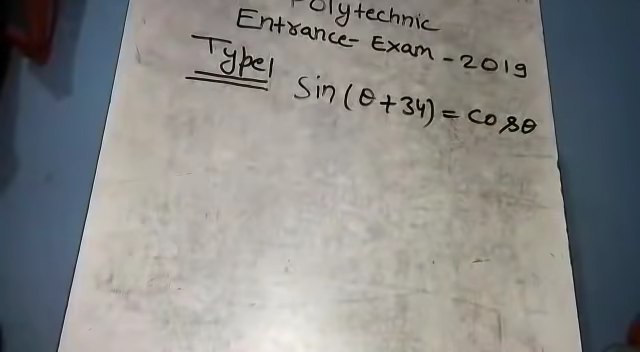 Polytechnic
Entrance- Exam - 2019
Type1
Sin(θ+34) = cosθ